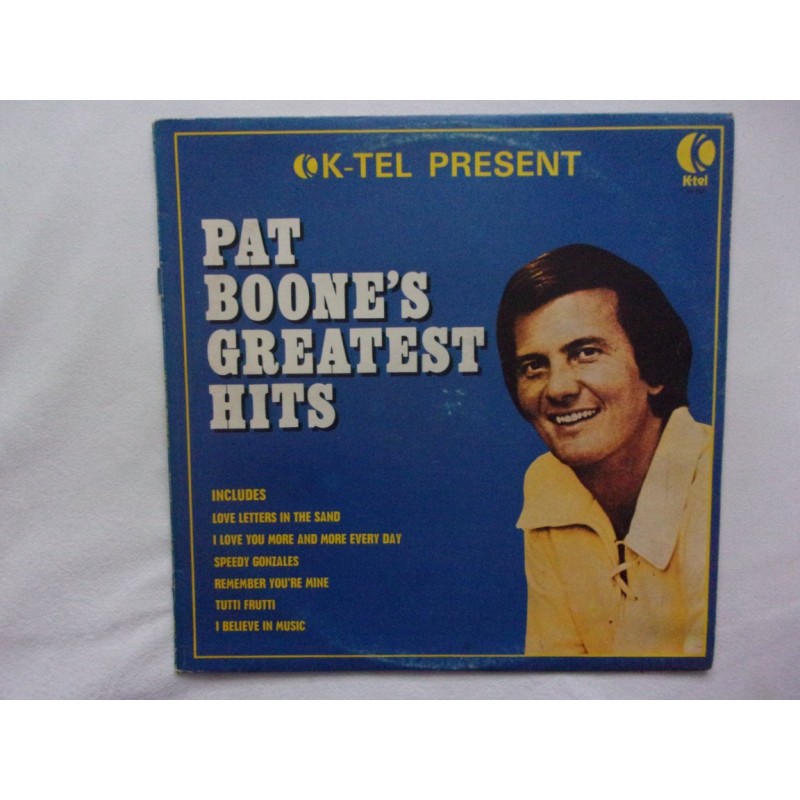 K-TEL PRESENT
K-tel
PAT
BOONE'S
GREATEST
HITS
INCLUDES
LOVE LETTERS IN THE SAND
I LOVE YOU MORE AND MORE EVERY DAY
SPEEDY GONZALES
REMEMBER YOU'RE MINE
TUTTI FRUTTI
I BELIEVE IN MUSIC